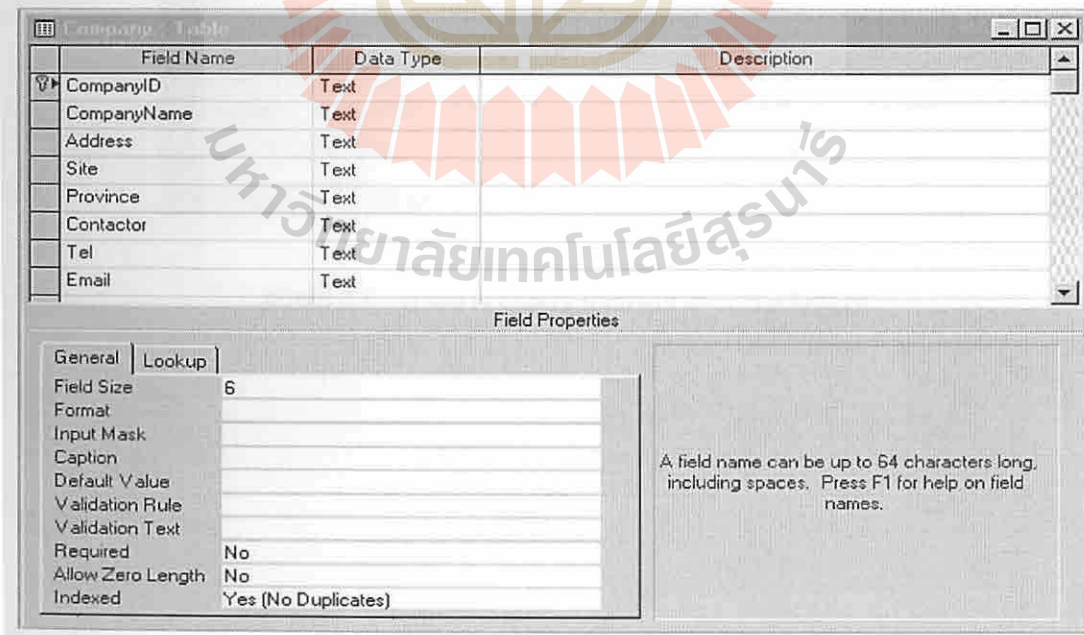 Company : Table
Field Name Data Type Description
CompanyID Text
CompanyName Text
Address Text
Site Text
Province Text
Contactor Text
Tel Text
Email Text
มหาวิทยาลัยเทคโนโลยีสุรนารี
Field Properties
General Lookup
Field Size 6
Format
Input Mask
Caption
Default Value
Validation Rule
Validation Text
Required No
Allow Zero Length No
Indexed Yes (No Duplicates)
A field name can be up to 64 characters long,
including spaces. Press F1 for help on field
names.